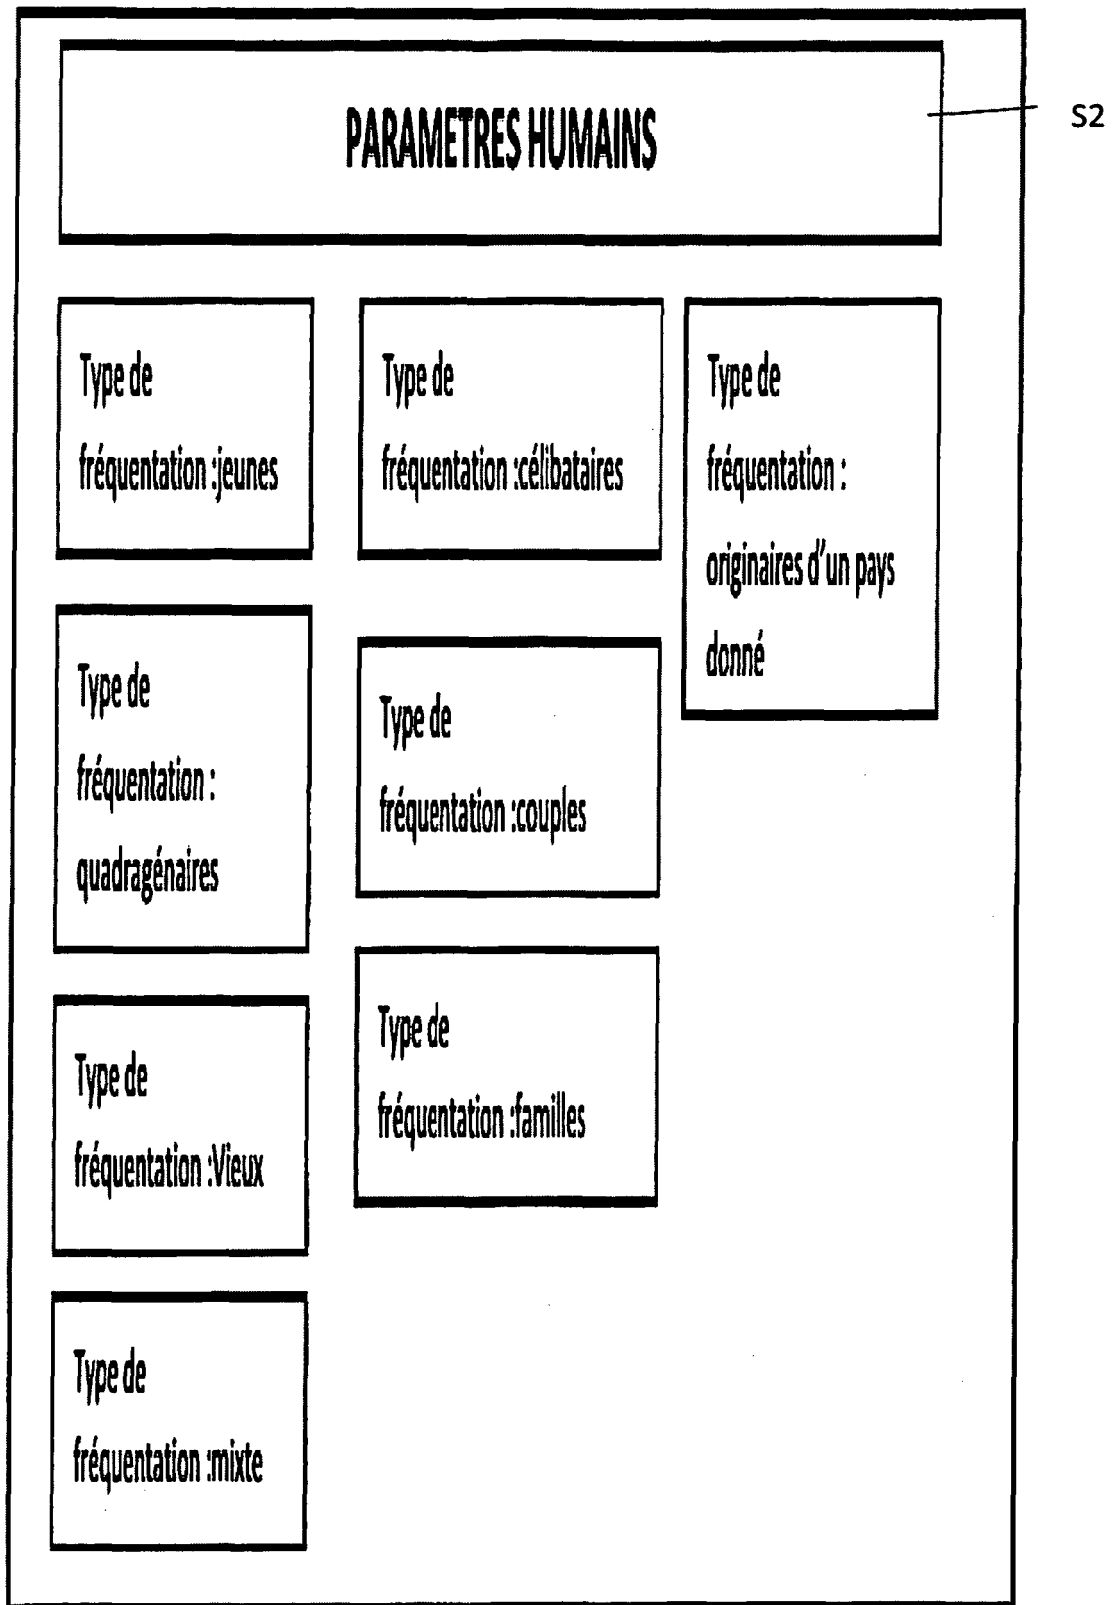 PARAMETRES HUMAINS
S2
Type de
fréquentation :jeunes
Type de
fréquentation :
quadragénaires
Type de
fréquentation :Vieux
Type de
fréquentation :mixte
Type de
fréquentation :célibataires
Type de
fréquentation :couples
Type de
fréquentation :familles
Type de
fréquentation :
originaires d'un pays
donné